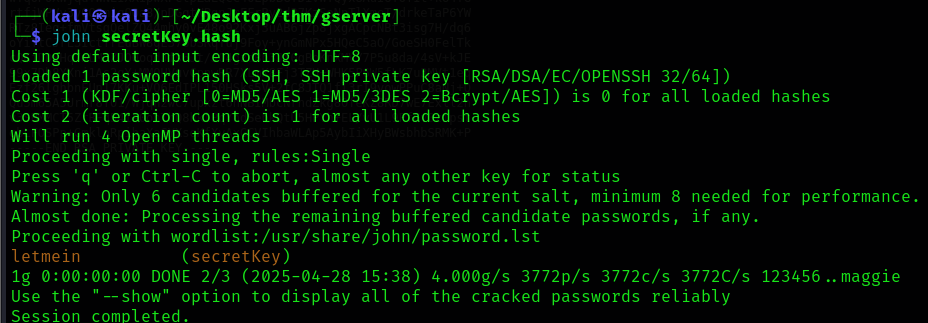 ┌──(kali㉿kali)-[~/Desktop/thm/gserver]
└─$ john secretKey.hash
Using default input encoding: UTF-8
Loaded 1 password hash (SSH, SSH private key [RSA/DSA/EC/OPENSSH 32/64])
Cost 1 (KDF/cipher [0=MD5/AES 1=MD5/3DES 2=Bcrypt/AES]) is 0 for all loaded hashes
Cost 2 (iteration count) is 1 for all loaded hashes
Will run 4 OpenMP threads
Proceeding with single, rules:Single
Press 'q' or Ctrl-C to abort, almost any other key for status
Warning: Only 6 candidates buffered for the current salt, minimum 8 needed for performance.
Almost done: Processing the remaining buffered candidate passwords, if any.
Proceeding with wordlist:/usr/share/john/password.lst
letmein          (secretKey)
1g 0:00:00:00 DONE 2/3 (2025-04-28 15:38) 4.000g/s 3772p/s 3772c/s 3772C/s 123456..maggie
Use the "--show" option to display all of the cracked passwords reliably
Session completed.